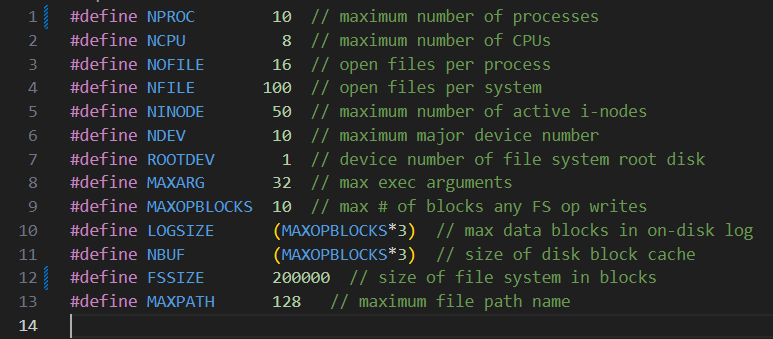 1 #define NPROC        10  // maximum number of processes
2 #define NCPU          8  // maximum number of CPUs
3 #define NOFILE       16  // open files per process
4 #define NFILE       100  // open files per system
5 #define NINODE       50  // maximum number of active i-nodes
6 #define NDEV         10  // maximum major device number
7 #define ROOTDEV       1  // device number of file system root disk
8 #define MAXARG       32  // max exec arguments
9 #define MAXOPBLOCKS  10  // max # of blocks any FS op writes
10 #define LOGSIZE      (MAXOPBLOCKS*3)  // max data blocks in on-disk log
11 #define NBUF         (MAXOPBLOCKS*3)  // size of disk block cache
12 #define FSSIZE       200000  // size of file system in blocks
13 #define MAXPATH      128   // maximum file path name
14